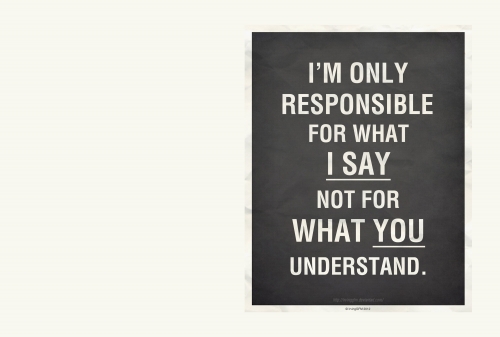 I'M ONLY
RESPONSIBLE
FOR WHAT
I SAY
NOT FOR
WHAT YOU
UNDERSTAND.